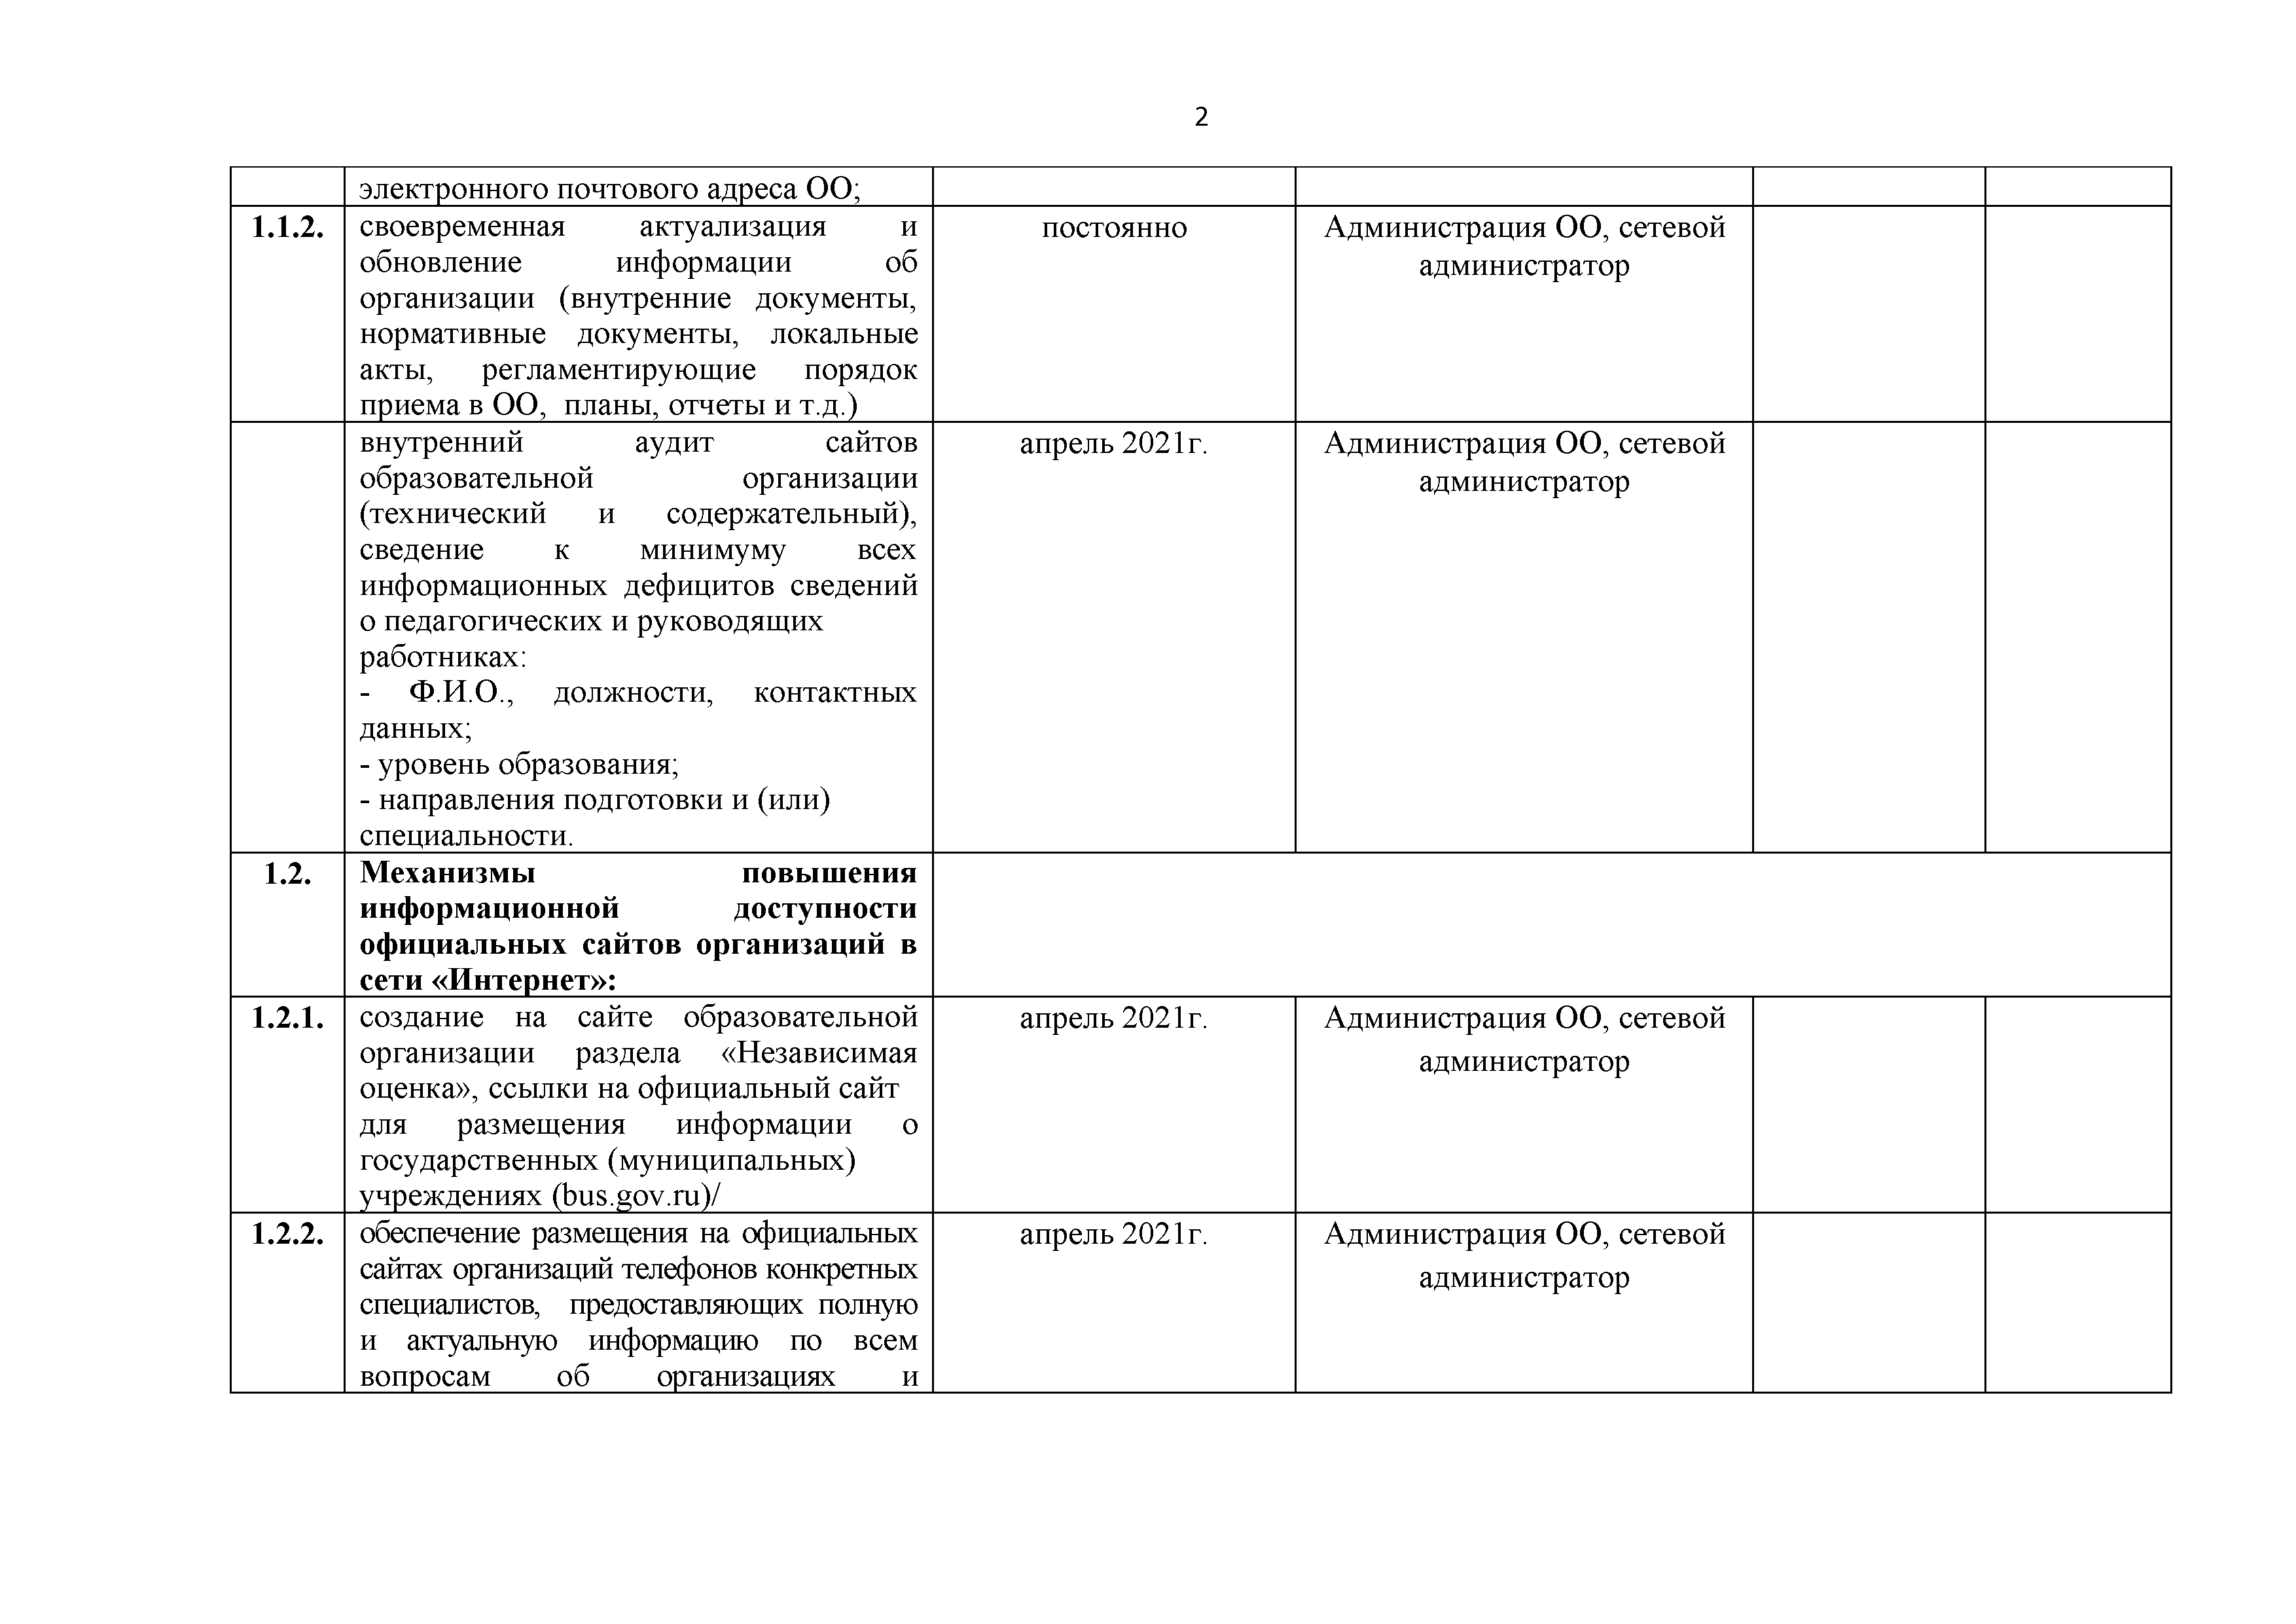 2
электронного почтового адреса ОО;
1.1.2.
своевременная актуализация и
обновление информации об
организации (внутренние документы,
нормативные документы, локальные
акты, регламентирующие порядок
приема в ОО, планы, отчеты и т.д.)
постоянно
Администрация ОО, сетевой
администратор
внутренний аудит сайтов
образовательной организации
(технический и содержательный),
сведение к минимуму всех
информационных дефицитов сведений
о педагогических и руководящих
работниках:
- Ф.И.О., должности, контактных
данных;
- уровень образования;
- направления подготовки и (или)
специальности.
апрель 2021г.
Администрация ОО, сетевой
администратор
1.2.
Механизмы повышения
информационной доступности
официальных сайтов организаций в
сети «Интернет»:
1.2.1.
создание на сайте образовательной
организации раздела «Независимая
оценка», ссылки на официальный сайт
для размещения информации о
государственных (муниципальных)
учреждениях (bus.gov.ru)/
апрель 2021г.
Администрация ОО, сетевой
администратор
1.2.2.
обеспечение размещения на официальных
сайтах организаций телефонов конкретных
специалистов, предоставляющих полную
и актуальную информацию по всем
вопросам об организациях и
апрель 2021г.
Администрация ОО, сетевой
администратор